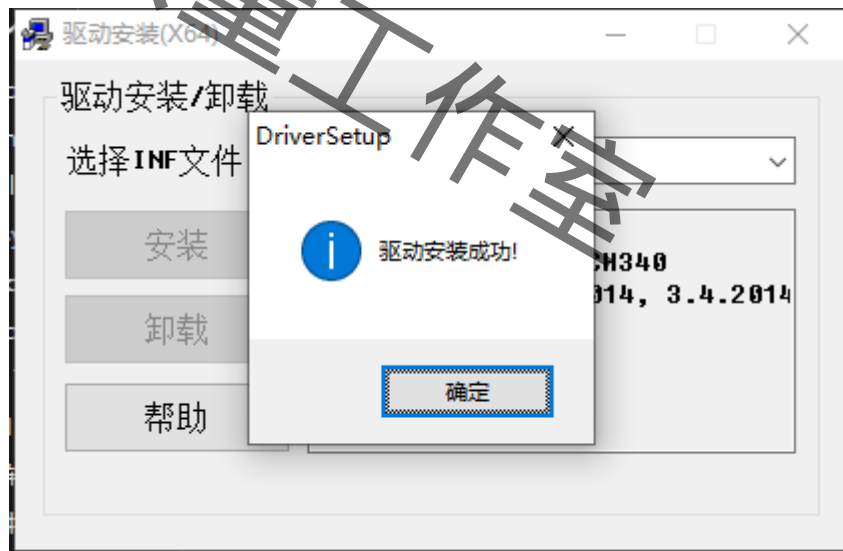 驱动安装(X64)
驱动安装/卸载
选择INF文件
DriverSetup
安装
驱动安装成功!
CH340
014, 3.4.2014
卸载
确定
帮助
重工作室